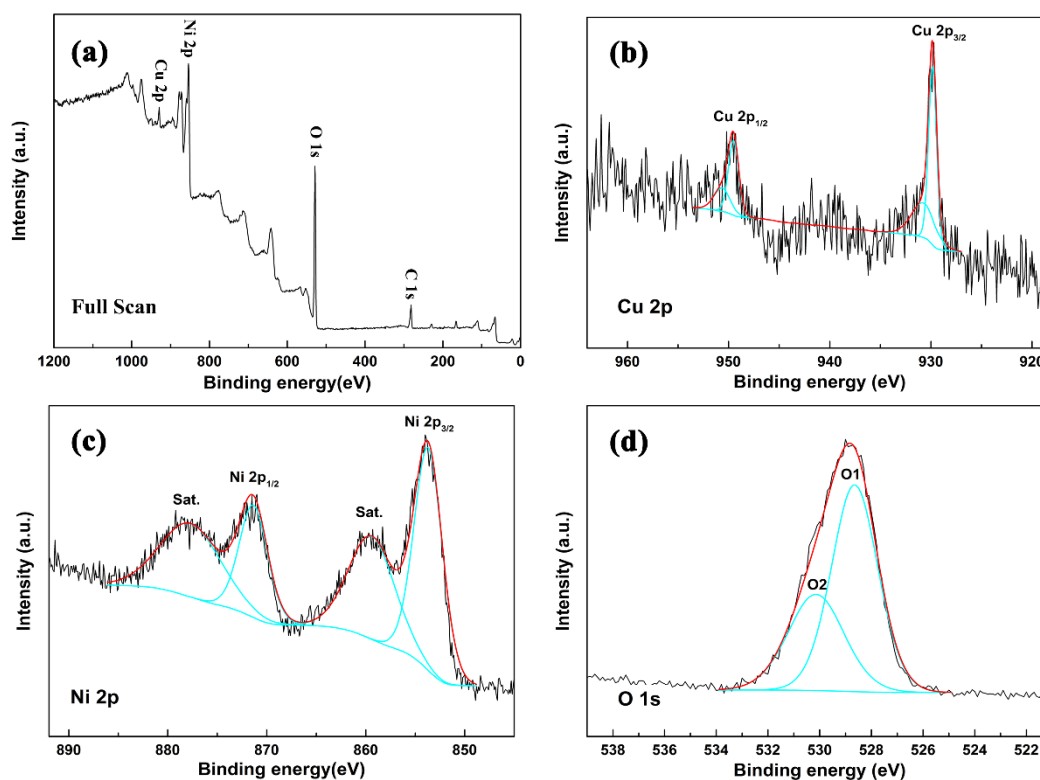 (a)
Cu 2p
Ni 2p
O 1s
C 1s
Full Scan
Intensity (a.u.)
1200 1000 800 600 400 200 0
Binding energy(eV)
(b)
Cu 2p3/2
Cu 2p1/2
Cu 2p
Intensity (a.u.)
960 950 940 930 920
Binding energy (eV)
(c)
Ni 2p3/2
Ni 2p1/2
Sat.
Sat.
Ni 2p
Intensity (a.u.)
890 880 870 860 850
Binding energy(eV)
(d)
O1
O2
O 1s
Intensity (a.u.)
538 536 534 532 530 528 526 524 522
Binding energy (eV)